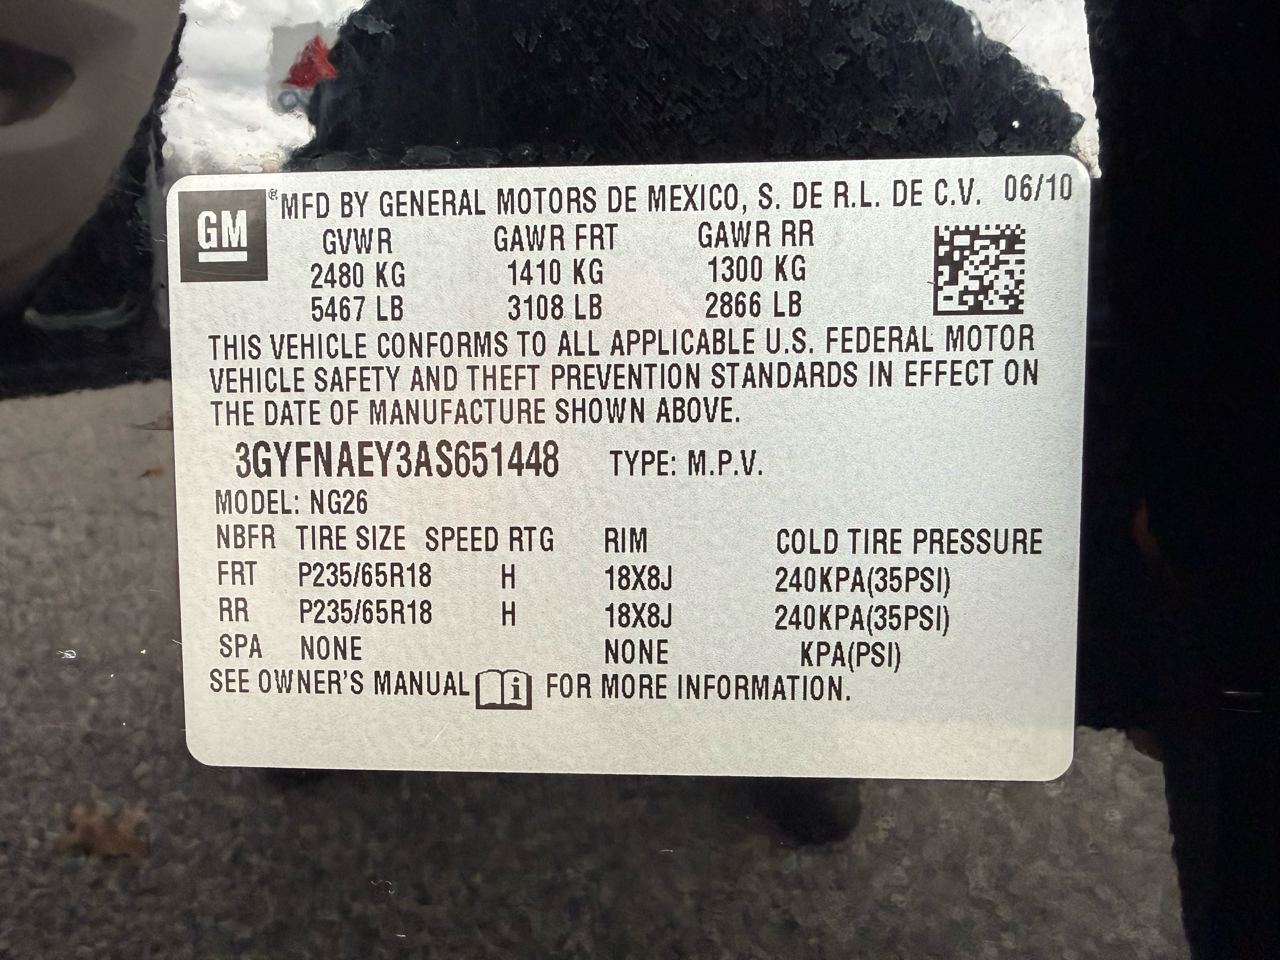 GM ® MFD BY GENERAL MOTORS DE MEXICO, S. DE R.L. DE C.V. 06/10
GVWR GAWR FRT GAWR RR
2480 KG 1410 KG 1300 KG
5467 LB 3108 LB 2866 LB
THIS VEHICLE CONFORMS TO ALL APPLICABLE U.S. FEDERAL MOTOR
VEHICLE SAFETY AND THEFT PREVENTION STANDARDS IN EFFECT ON
THE DATE OF MANUFACTURE SHOWN ABOVE.
3GYFNAEY3AS651448 TYPE: M.P.V.
MODEL: NG26
NBFR TIRE SIZE SPEED RTG RIM COLD TIRE PRESSURE
FRT P235/65R18 H 18X8J 240KPA(35PSI)
RR P235/65R18 H 18X8J 240KPA(35PSI)
SPA NONE NONE KPA(PSI)
SEE OWNER'S MANUAL i FOR MORE INFORMATION.